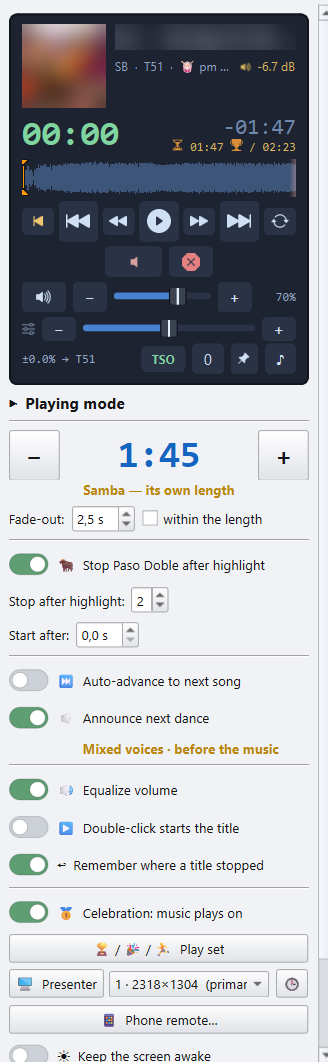 SB · T51 · pm ... -6.7 dB
00:00
-01:47
01:47 / 02:23
70%
±0.0% → T51
TSO
0
Playing mode
− 1:45 +
Samba — its own length
Fade-out: 2,5 s within the length
Stop Paso Doble after highlight
Stop after highlight: 2
Start after: 0,0 s
Auto-advance to next song
Announce next dance
Mixed voices · before the music
Equalize volume
Double-click starts the title
Remember where a title stopped
Celebration: music plays on
/ / Play set
Presenter 1 · 2318×1304 (primar
Phone remote...
Keep the screen awake